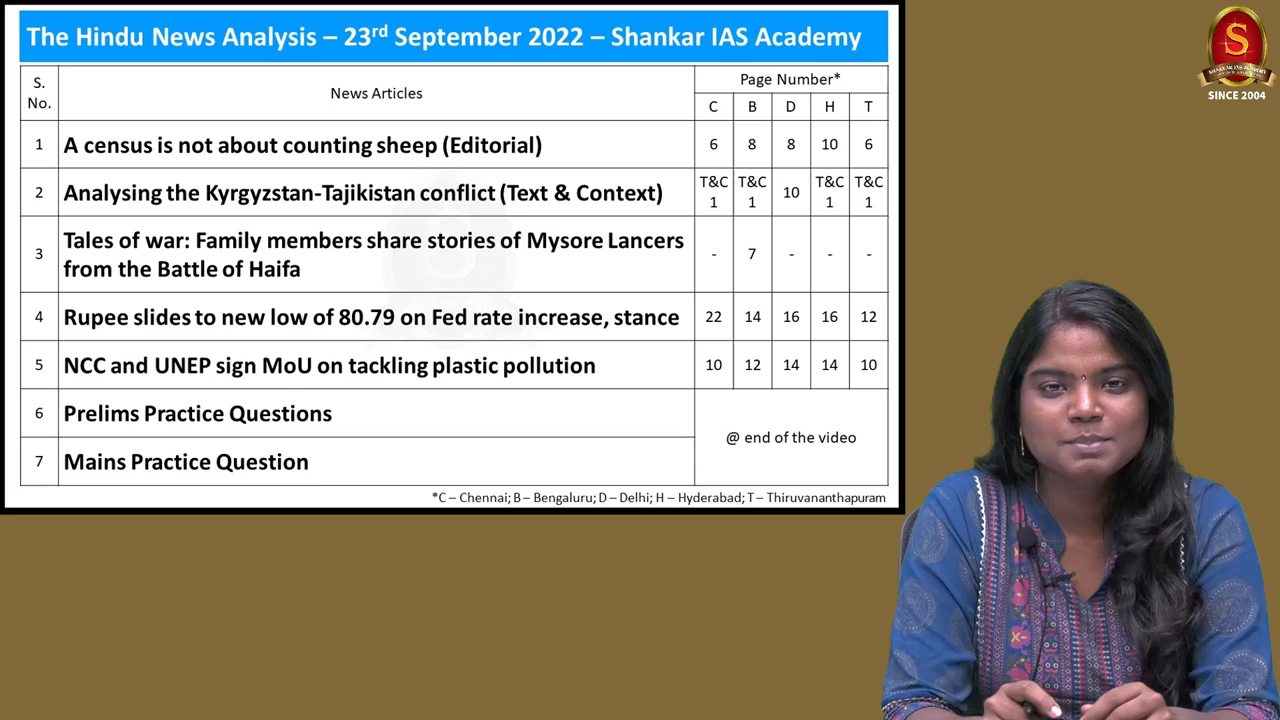 The Hindu News Analysis – 23rd September 2022 – Shankar IAS Academy
S. No. News Articles Page Number*
C B D H T
1 A census is not about counting sheep (Editorial) 6 8 8 10 6
2 Analysing the Kyrgyzstan-Tajikistan conflict (Text & Context) T&C 1 T&C 1 10 T&C 1 T&C 1
3 Tales of war: Family members share stories of Mysore Lancers
from the Battle of Haifa - 7 - - -
4 Rupee slides to new low of 80.79 on Fed rate increase, stance 22 14 16 16 12
5 NCC and UNEP sign MoU on tackling plastic pollution 10 12 14 14 10
6 Prelims Practice Questions
@ end of the video
7 Mains Practice Question
*C – Chennai; B – Bengaluru; D – Delhi; H – Hyderabad; T – Thiruvananthapuram
S
SHANKAR IAS ACADEMY
SINCE 2004